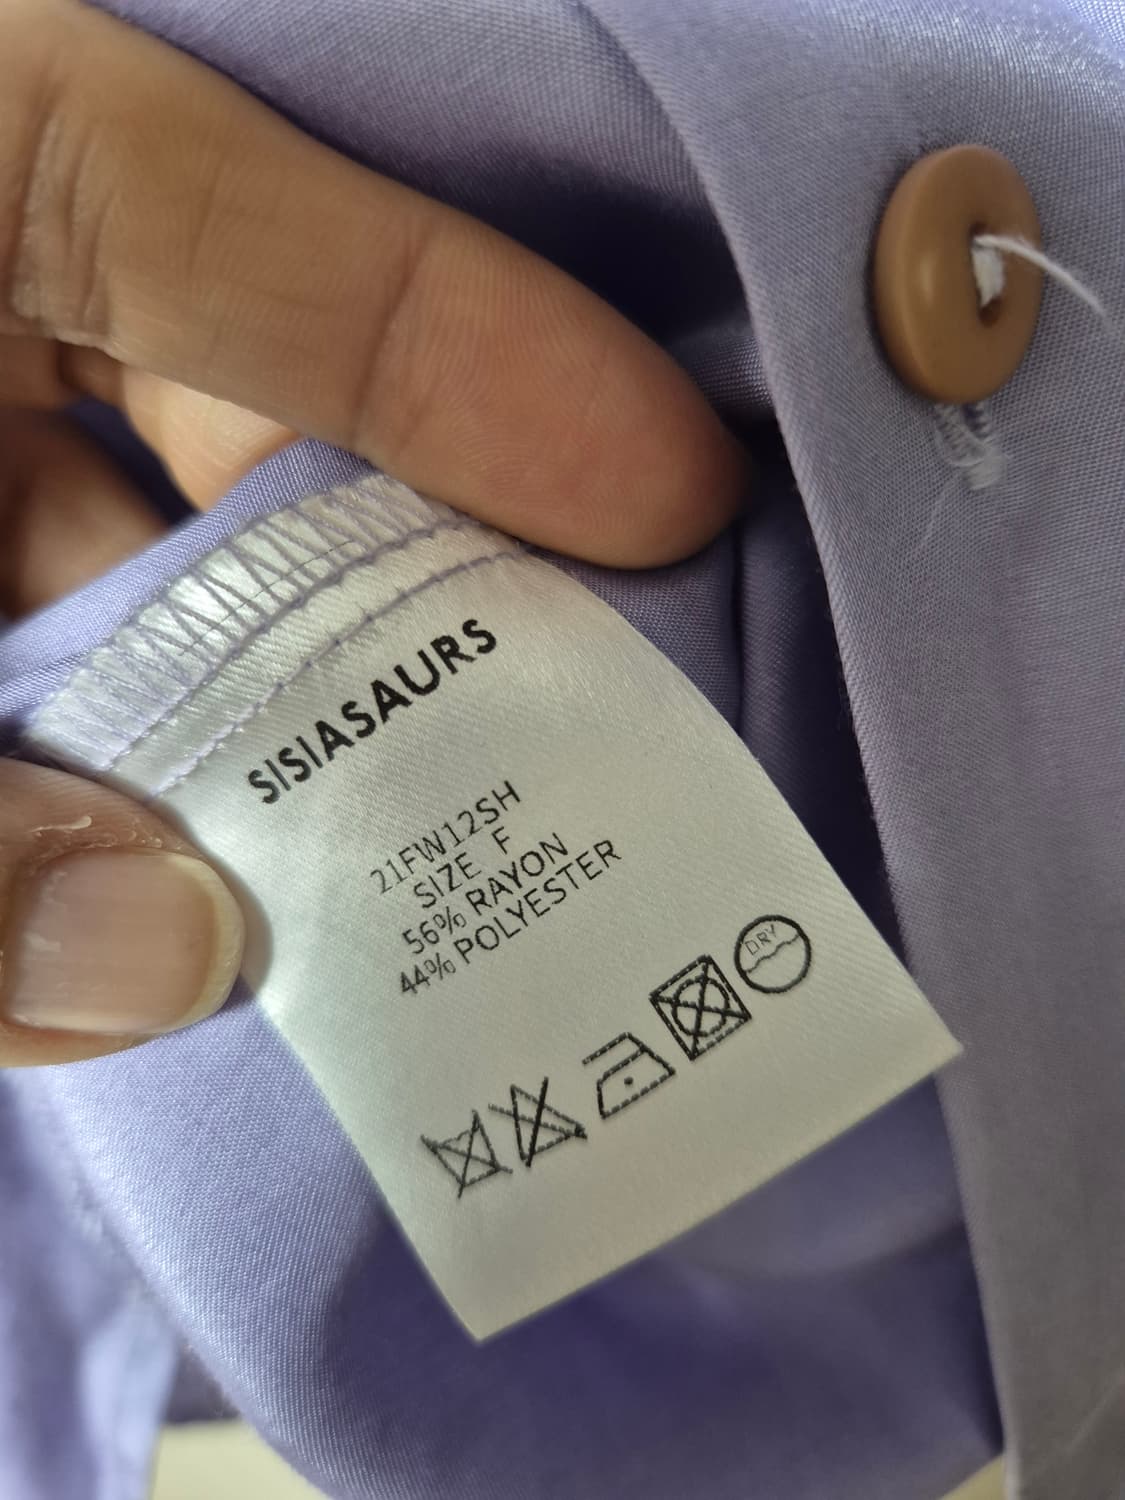 SISIASAURS
21FW12SH
SIZE F
56% RAYON
44% POLYESTER
DRY